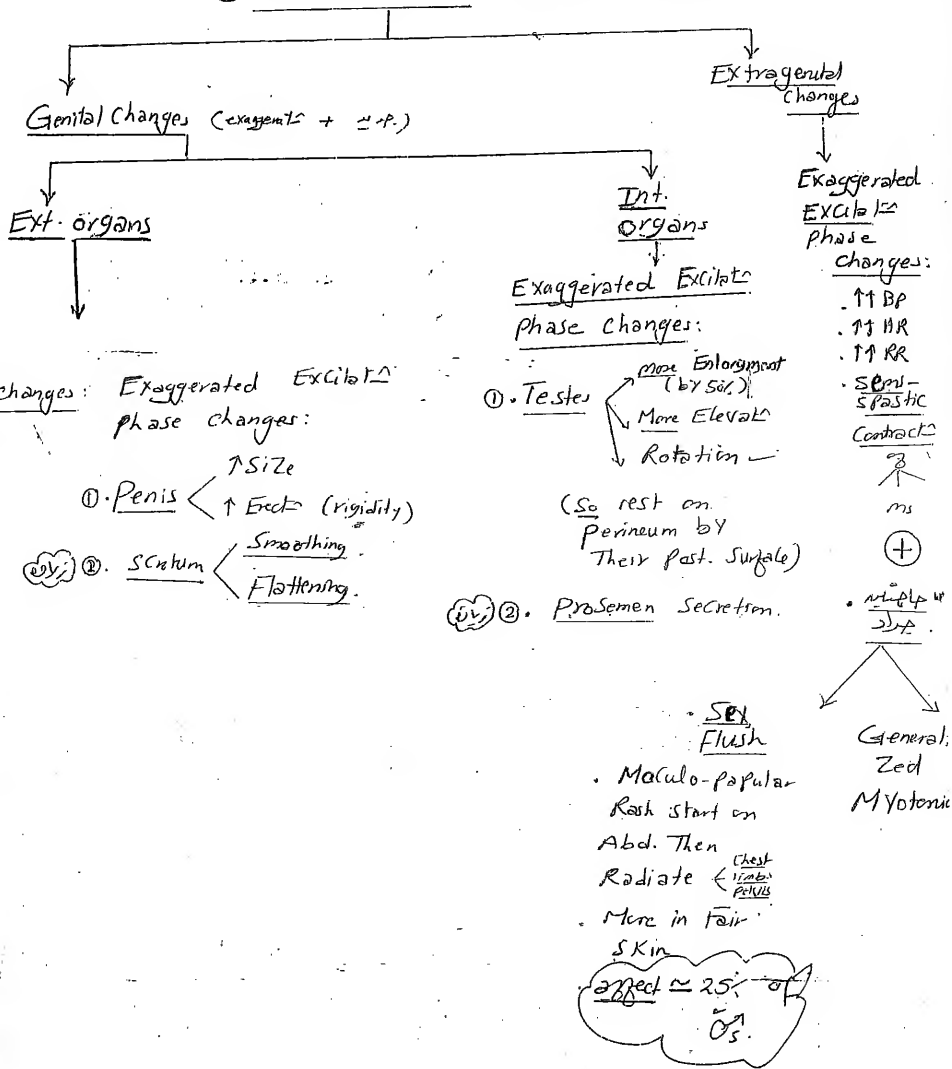 Genital Changes
Ext. organs
Changes: Exaggerated Excitat^n
phase changes:
①. Penis
↑ Size
↑ Erect^n (rigidity)
②. Scrotum
Smoothing.
Flattening.
Int.
organs
Exaggerated Excitat^n
phase changes:
①. Testes
more Enlargment
(by 50%)
More Elevat^n
Rotation
(So rest on
Perineum by
Their Post. Surface)
②. Prosemen Secretion.
Extragenital
Changes
Exaggerated
Excitat^n
phase
changes:
. ↑↑ BP
. ↑↑ HR
. ↑↑ RR
. Semi-
spastic
Contract^n
ms
+
. Sex
Flush
. Maculo-papular
Rash start on
Abd. Then
Radiate
Chest
limbs
pelvis
. More in Fair
Skin
. affect ≃ 25% of
♂s.
Generali
Zed
Myotonic